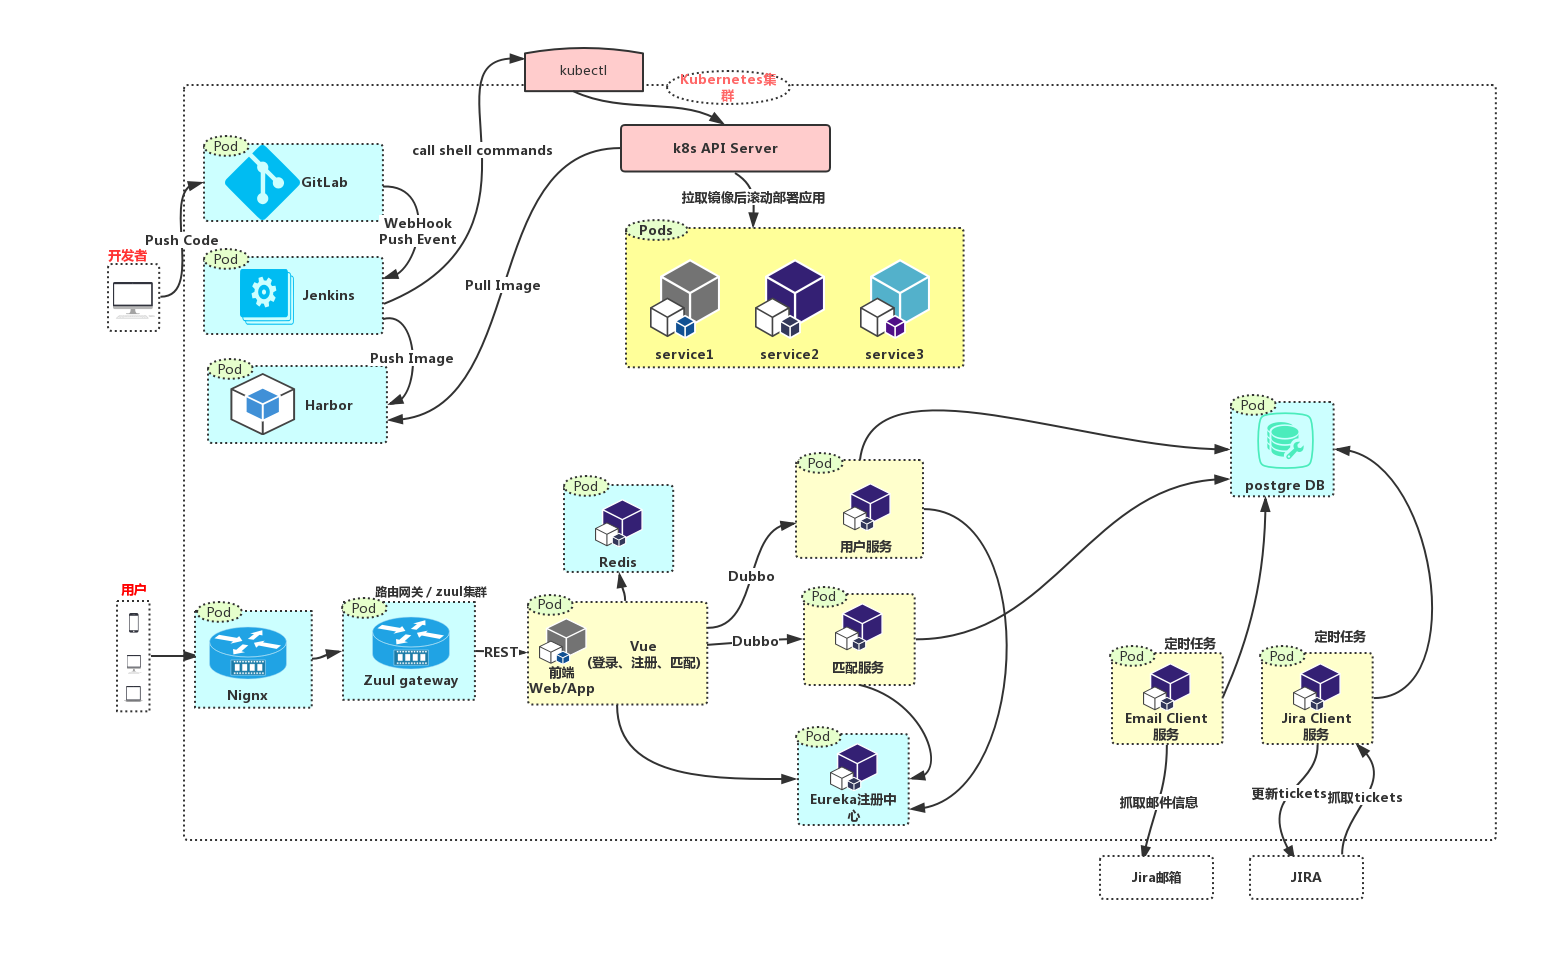 kubectl
Kubernetes集
群
k8s API Server
call shell commands
Pod
GitLab
拉取镜像后滚动部署应用
WebHook
Push Event
Push Code
开发者
Pods
Pod
Jenkins
Pull Image
service1
service2
service3
Push Image
Pod
Harbor
Pod
postgre DB
Pod
用户服务
Pod
Redis
Dubbo
用户
路由网关 / zuul集群
Pod
Nignx
Pod
Zuul gateway
REST
Pod
前端
Web/App
Vue
(登录、注册、匹配)
Dubbo
Pod
匹配服务
定时任务
Pod
Email Client
服务
定时任务
Pod
Jira Client
服务
Pod
Eureka注册中
心
抓取邮件信息
更新tickets
抓取tickets
Jira邮箱
JIRA